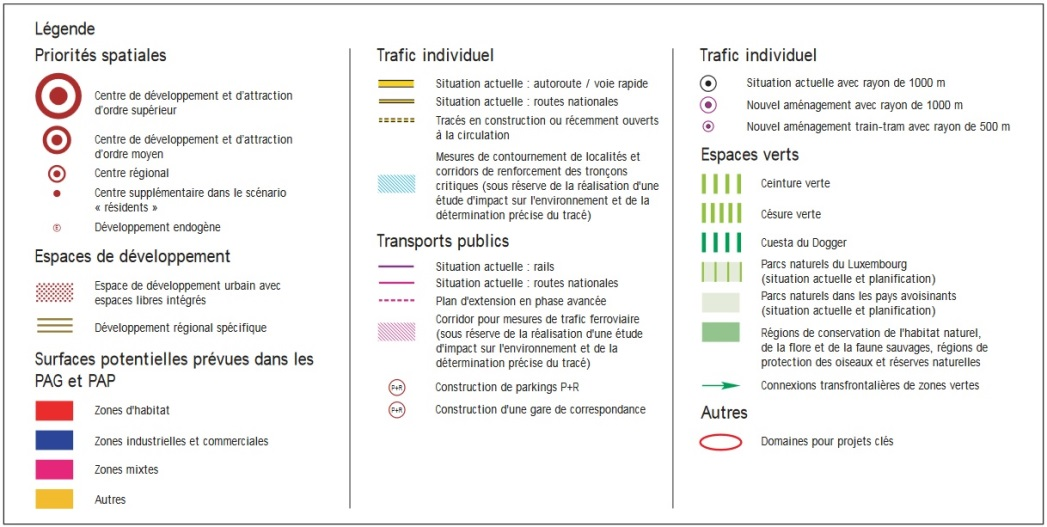 Légende
Priorités spatiales
Centre de développement et d'attraction
d'ordre supérieur
Centre de développement et d'attraction
d'ordre moyen
Centre régional
Centre supplémentaire dans le scénario
« résidents »
E
Développement endogène
Espaces de développement
Espace de développement urbain avec
espaces libres intégrés
Développement régional spécifique
Surfaces potentielles prévues dans les
PAG et PAP
Zones d'habitat
Zones industrielles et commerciales
Zones mixtes
Autres
Trafic individuel
Situation actuelle : autoroute / voie rapide
Situation actuelle : routes nationales
Tracés en construction ou récemment ouverts
à la circulation
Mesures de contournement de localités et
corridors de renforcement des tronçons
critiques (sous réserve de la réalisation d'une
étude d'impact sur l'environnement et de la
détermination précise du tracé)
Transports publics
Situation actuelle : rails
Situation actuelle : routes nationales
Plan d'extension en phase avancée
Corridor pour mesures de trafic ferroviaire
(sous réserve de la réalisation d'une étude
d'impact sur l'environnement et de la
détermination précise du tracé)
P+R Construction de parkings P+R
P+R Construction d'une gare de correspondance
Trafic individuel
Situation actuelle avec rayon de 1000 m
Nouvel aménagement avec rayon de 1000 m
Nouvel aménagement train-tram avec rayon de 500 m
Espaces verts
Ceinture verte
Césure verte
Cuesta du Dogger
Parcs naturels du Luxembourg
(situation actuelle et planification)
Parcs naturels dans les pays avoisinants
(situation actuelle et planification)
Régions de conservation de l'habitat naturel,
de la flore et de la faune sauvages, régions de
protection des oiseaux et réserves naturelles
Connexions transfrontalières de zones vertes
Autres
Domaines pour projets clés